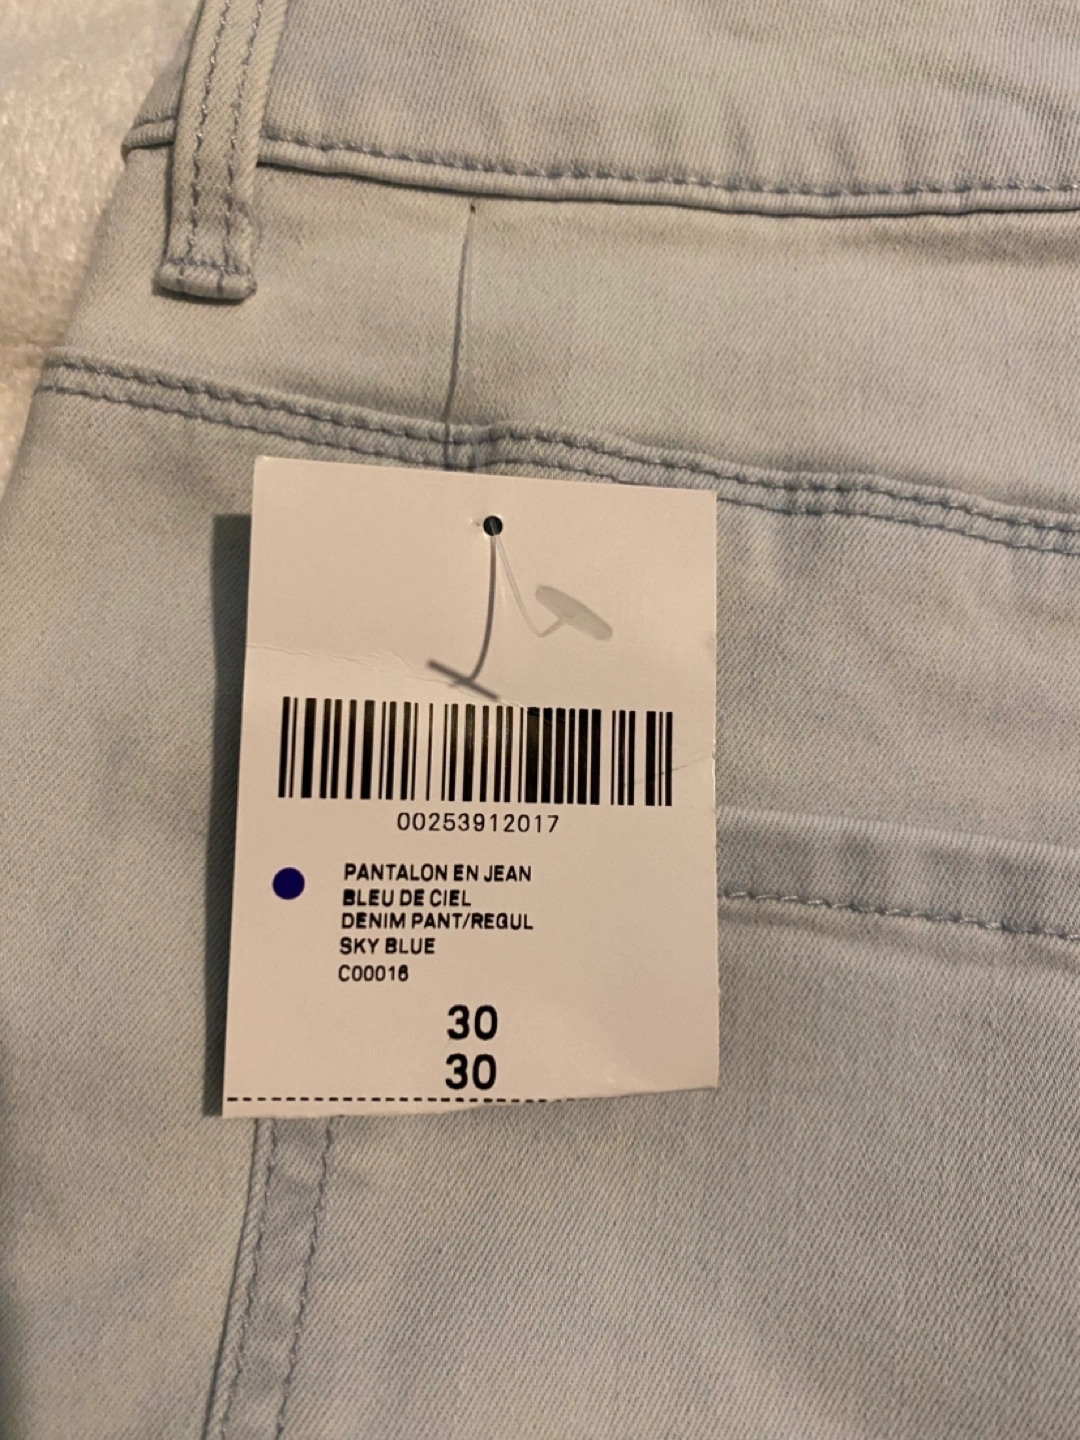 00253912017
PANTALON EN JEAN
BLEU DE CIEL
DENIM PANT/REGUL
SKY BLUE
C00016
30
30